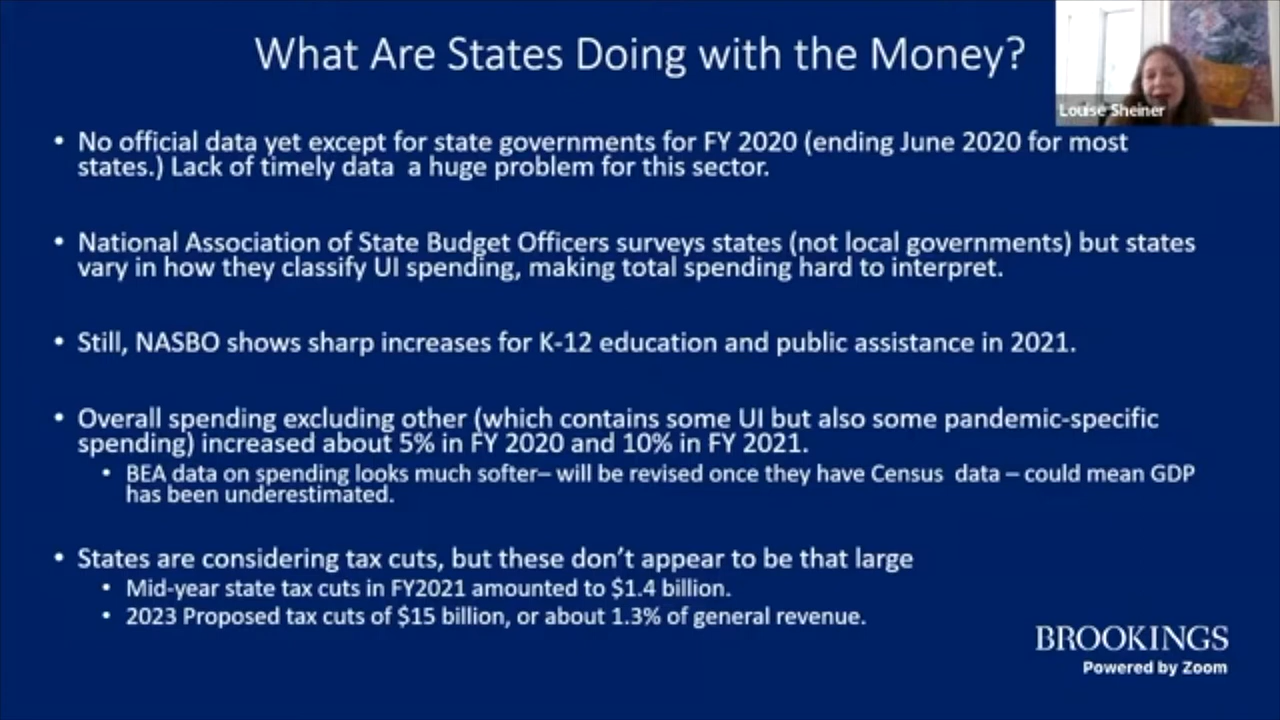 What Are States Doing with the Money?
Louise Sheiner
• No official data yet except for state governments for FY 2020 (ending June 2020 for most
states.) Lack of timely data  a huge problem for this sector.
• National Association of State Budget Officers surveys states (not local governments) but states
vary in how they classify UI spending, making total spending hard to interpret.
• Still, NASBO shows sharp increases for K-12 education and public assistance in 2021.
• Overall spending excluding other (which contains some UI but also some pandemic-specific
spending) increased about 5% in FY 2020 and 10% in FY 2021.
• BEA data on spending looks much softer– will be revised once they have Census  data – could mean GDP
has been underestimated.
• States are considering tax cuts, but these don’t appear to be that large
• Mid-year state tax cuts in FY2021 amounted to $1.4 billion.
• 2023 Proposed tax cuts of $15 billion, or about 1.3% of general revenue.
BROOKINGS
Powered by Zoom